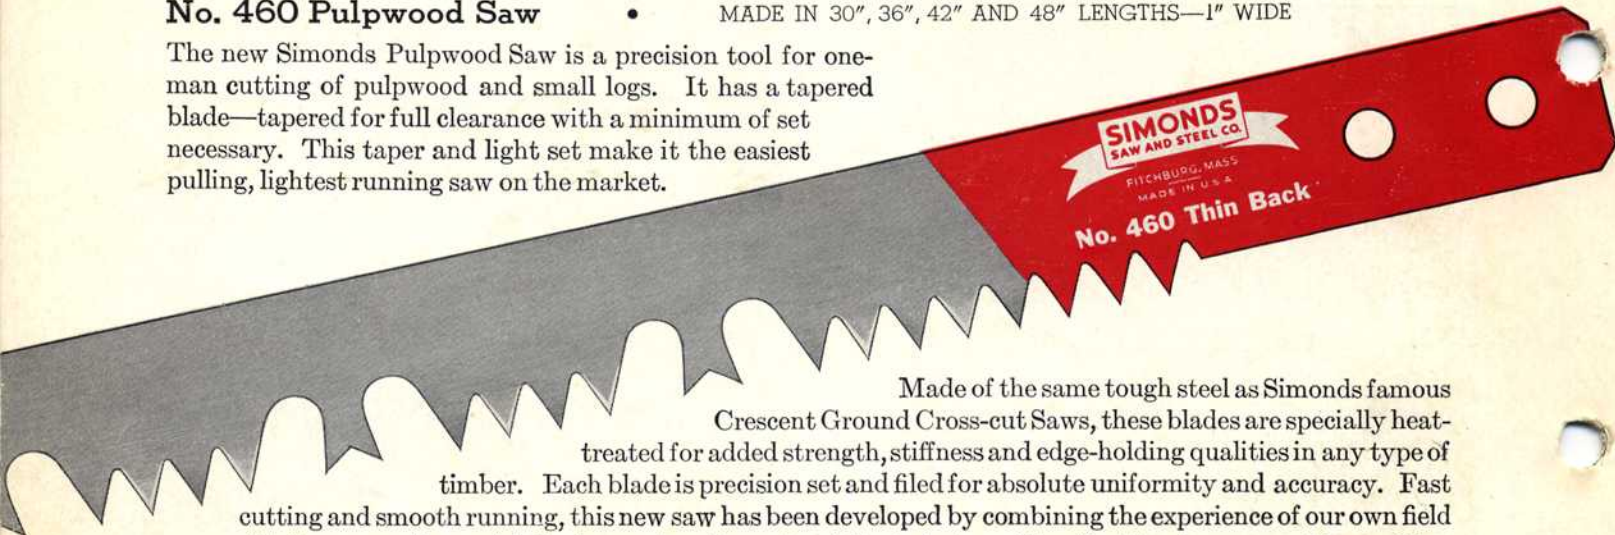 No. 460 Pulpwood Saw • MADE IN 30″, 36″, 42″ AND 48″ LENGTHS—1″ WIDE
The new Simonds Pulpwood Saw is a precision tool for one-
man cutting of pulpwood and small logs. It has a tapered
blade—tapered for full clearance with a minimum of set
necessary. This taper and light set make it the easiest
pulling, lightest running saw on the market.
SIMONDS
SAW AND STEEL CO.
FITCHBURG, MASS
MADE IN U.S.A
No. 460 Thin Back
Made of the same tough steel as Simonds famous
Crescent Ground Cross-cut Saws, these blades are specially heat-
treated for added strength, stiffness and edge-holding qualities in any type of
timber. Each blade is precision set and filed for absolute uniformity and accuracy. Fast
cutting and smooth running, this new saw has been developed by combining the experience of our own field